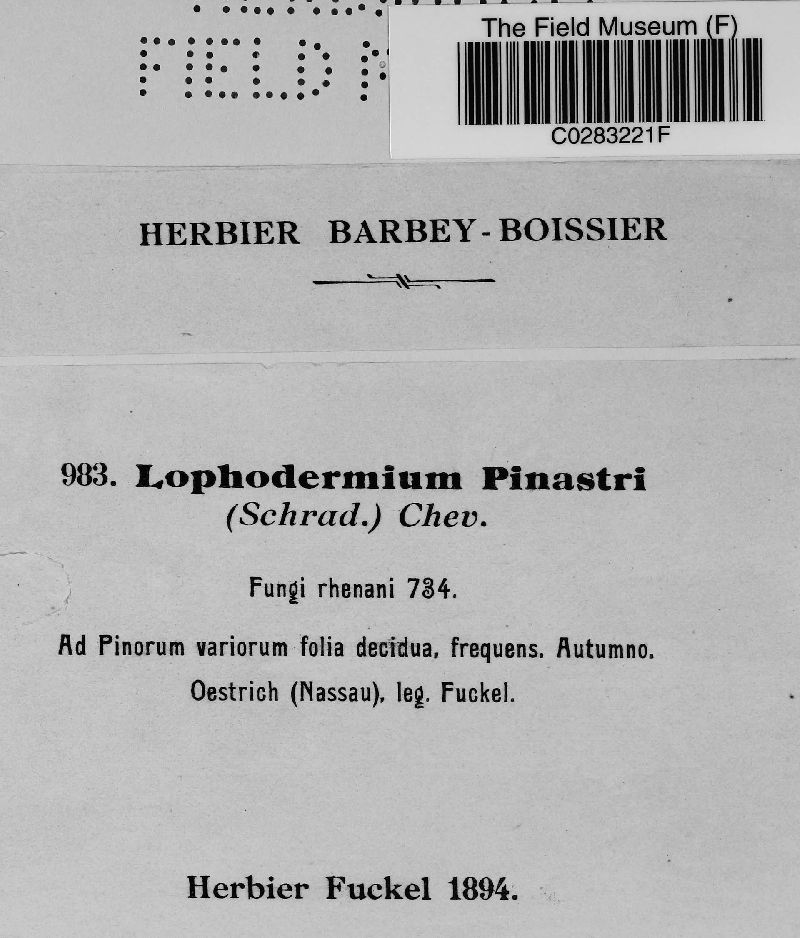 The Field Museum (F)
FIELD M
C0283221F
HERBIER BARBEY-BOISSIER
983. Lophodermium Pinastri
(Schrad.) Chev.
Fungi rhenani 734.
Ad Pinorum variorum folia decidua, frequens. Autumno.
Oestrich (Nassau), leg. Fuckel.
Herbier Fuckel 1894.